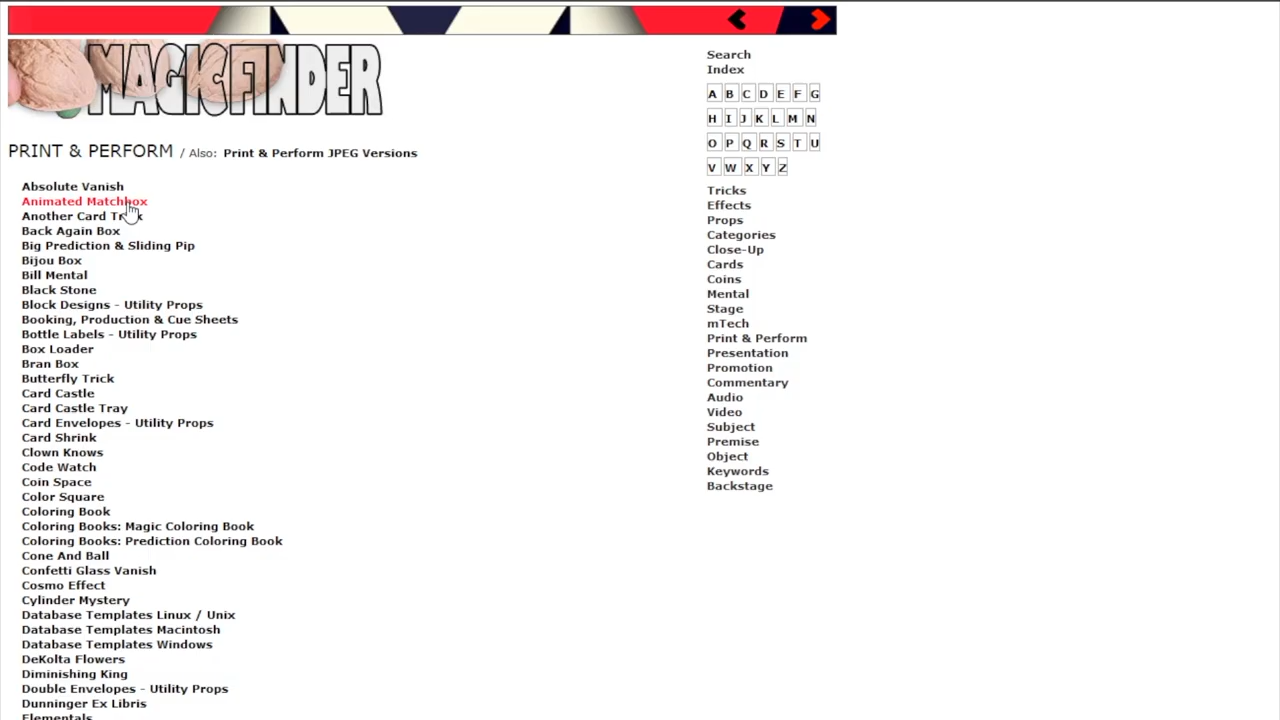 MAGICFINDER
PRINT & PERFORM / Also: Print & Perform JPEG Versions
Absolute Vanish
Animated Matchbox
Another Card Trick
Back Again Box
Big Prediction & Sliding Pip
Bijou Box
Bill Mental
Black Stone
Block Designs - Utility Props
Booking, Production & Cue Sheets
Bottle Labels - Utility Props
Box Loader
Bran Box
Butterfly Trick
Card Castle
Card Castle Tray
Card Envelopes - Utility Props
Card Shrink
Clown Knows
Code Watch
Coin Space
Color Square
Coloring Book
Coloring Books: Magic Coloring Book
Coloring Books: Prediction Coloring Book
Cone And Ball
Confetti Glass Vanish
Cosmo Effect
Cylinder Mystery
Database Templates Linux / Unix
Database Templates Macintosh
Database Templates Windows
DeKolta Flowers
Diminishing King
Double Envelopes - Utility Props
Dunninger Ex Libris
Elementals
Search
Index
A B C D E F G
H I J K L M N
O P Q R S T U
V W X Y Z
Tricks
Effects
Props
Categories
Close-Up
Cards
Coins
Mental
Stage
mTech
Print & Perform
Presentation
Promotion
Commentary
Audio
Video
Subject
Premise
Object
Keywords
Backstage